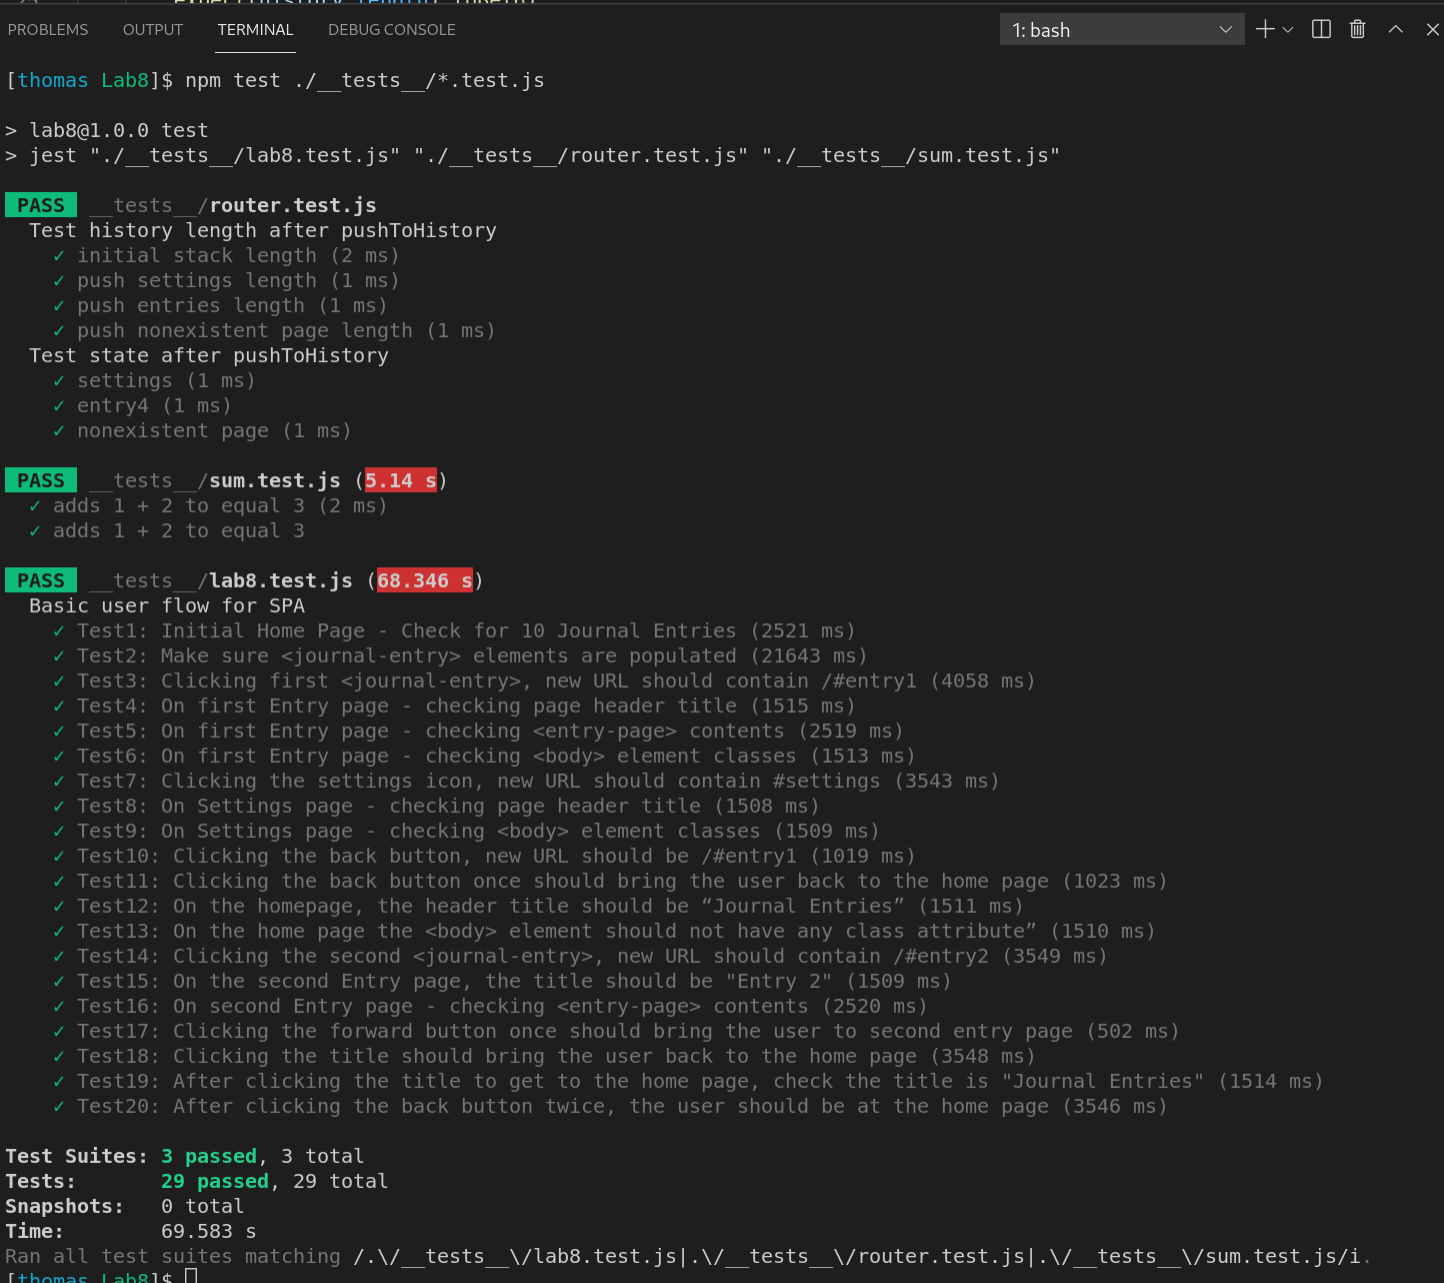 PROBLEMS OUTPUT TERMINAL DEBUG CONSOLE 1: bash
[thomas Lab8]$ npm test ./__tests__/*.test.js
> lab8@1.0.0 test
> jest "./__tests__/lab8.test.js" "./__tests__/router.test.js" "./__tests__/sum.test.js"
PASS __tests__/router.test.js
Test history length after pushToHistory
✓ initial stack length (2 ms)
✓ push settings length (1 ms)
✓ push entries length (1 ms)
✓ push nonexistent page length (1 ms)
Test state after pushToHistory
✓ settings (1 ms)
✓ entry4 (1 ms)
✓ nonexistent page (1 ms)
PASS __tests__/sum.test.js (5.14 s)
✓ adds 1 + 2 to equal 3 (2 ms)
✓ adds 1 + 2 to equal 3
PASS __tests__/lab8.test.js (68.346 s)
Basic user flow for SPA
✓ Test1: Initial Home Page - Check for 10 Journal Entries (2521 ms)
✓ Test2: Make sure <journal-entry> elements are populated (21643 ms)
✓ Test3: Clicking first <journal-entry>, new URL should contain /#entry1 (4058 ms)
✓ Test4: On first Entry page - checking page header title (1515 ms)
✓ Test5: On first Entry page - checking <entry-page> contents (2519 ms)
✓ Test6: On first Entry page - checking <body> element classes (1513 ms)
✓ Test7: Clicking the settings icon, new URL should contain #settings (3543 ms)
✓ Test8: On Settings page - checking page header title (1508 ms)
✓ Test9: On Settings page - checking <body> element classes (1509 ms)
✓ Test10: Clicking the back button, new URL should be /#entry1 (1019 ms)
✓ Test11: Clicking the back button once should bring the user back to the home page (1023 ms)
✓ Test12: On the homepage, the header title should be “Journal Entries” (1511 ms)
✓ Test13: On the home page the <body> element should not have any class attribute” (1510 ms)
✓ Test14: Clicking the second <journal-entry>, new URL should contain /#entry2 (3549 ms)
✓ Test15: On the second Entry page, the title should be "Entry 2" (1509 ms)
✓ Test16: On second Entry page - checking <entry-page> contents (2520 ms)
✓ Test17: Clicking the forward button once should bring the user to second entry page (502 ms)
✓ Test18: Clicking the title should bring the user back to the home page (3548 ms)
✓ Test19: After clicking the title to get to the home page, check the title is "Journal Entries" (1514 ms)
✓ Test20: After clicking the back button twice, the user should be at the home page (3546 ms)
Test Suites: 3 passed, 3 total
Tests: 29 passed, 29 total
Snapshots: 0 total
Time: 69.583 s
Ran all test suites matching /.\/__tests__\/lab8.test.js|.\/__tests__\/router.test.js|.\/__tests__\/sum.test.js/i.
[thomas Lab8]$